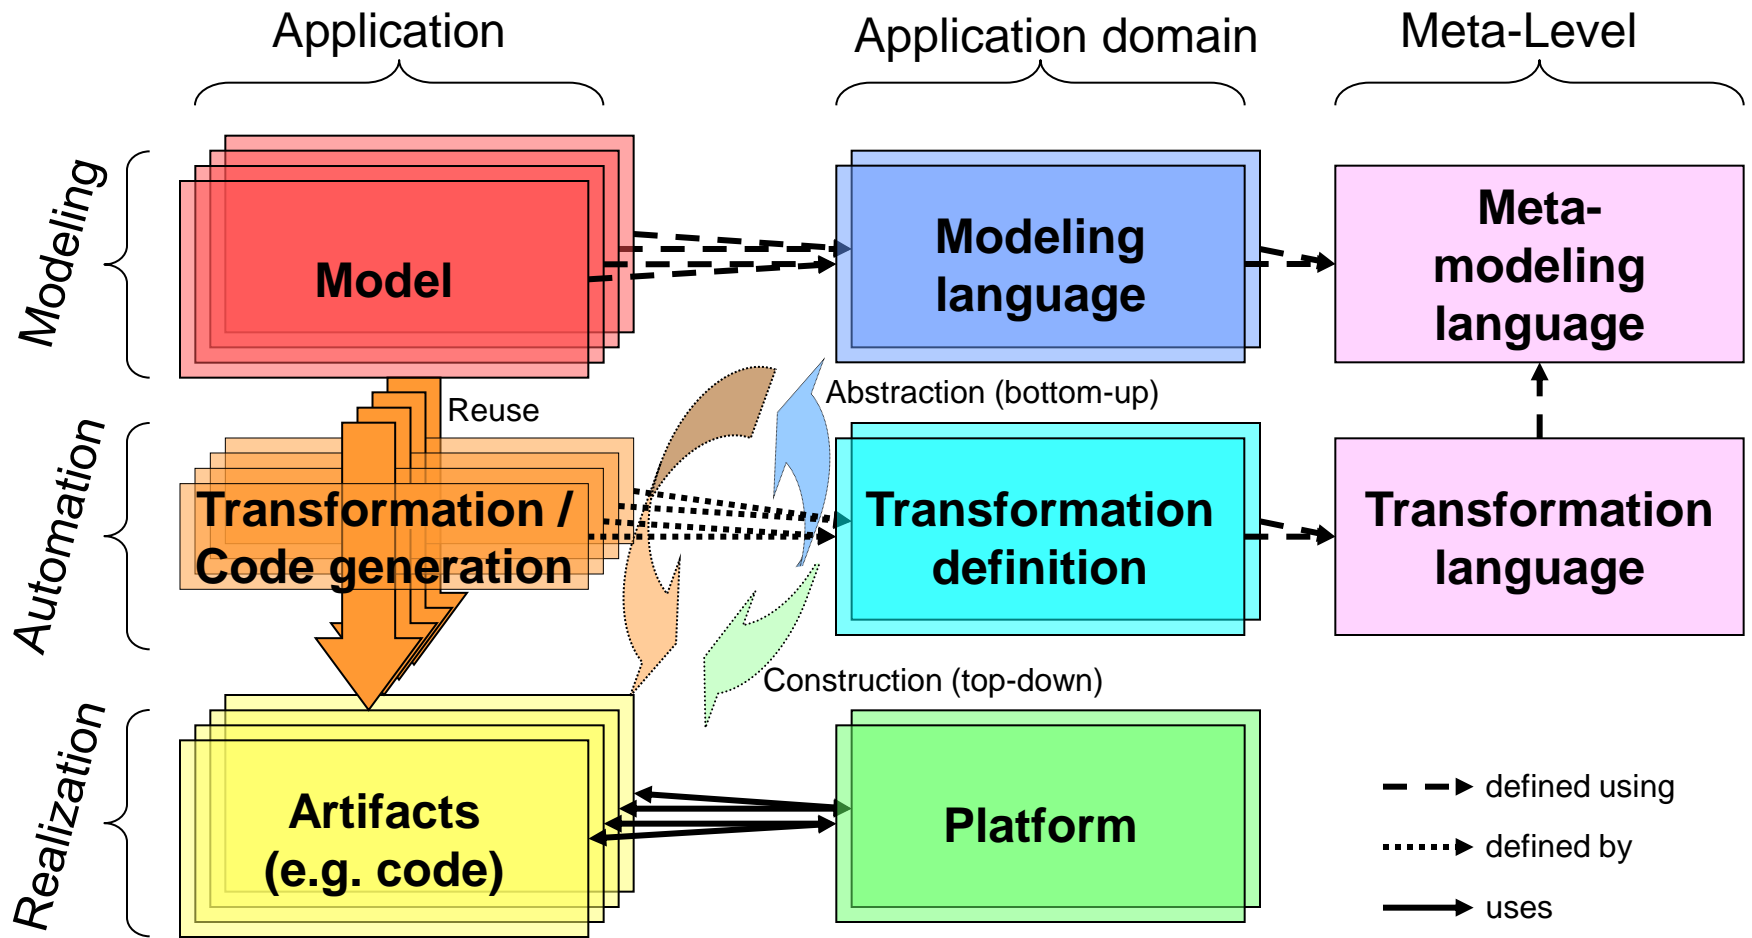 Application
Application domain
Meta-Level
Modeling
Model
Modeling
language
Meta-
modeling
language
Reuse
Abstraction (bottom-up)
Automation
Transformation /
Code generation
Transformation
definition
Transformation
language
Construction (top-down)
Realization
Artifacts
(e.g. code)
Platform
defined using
defined by
uses